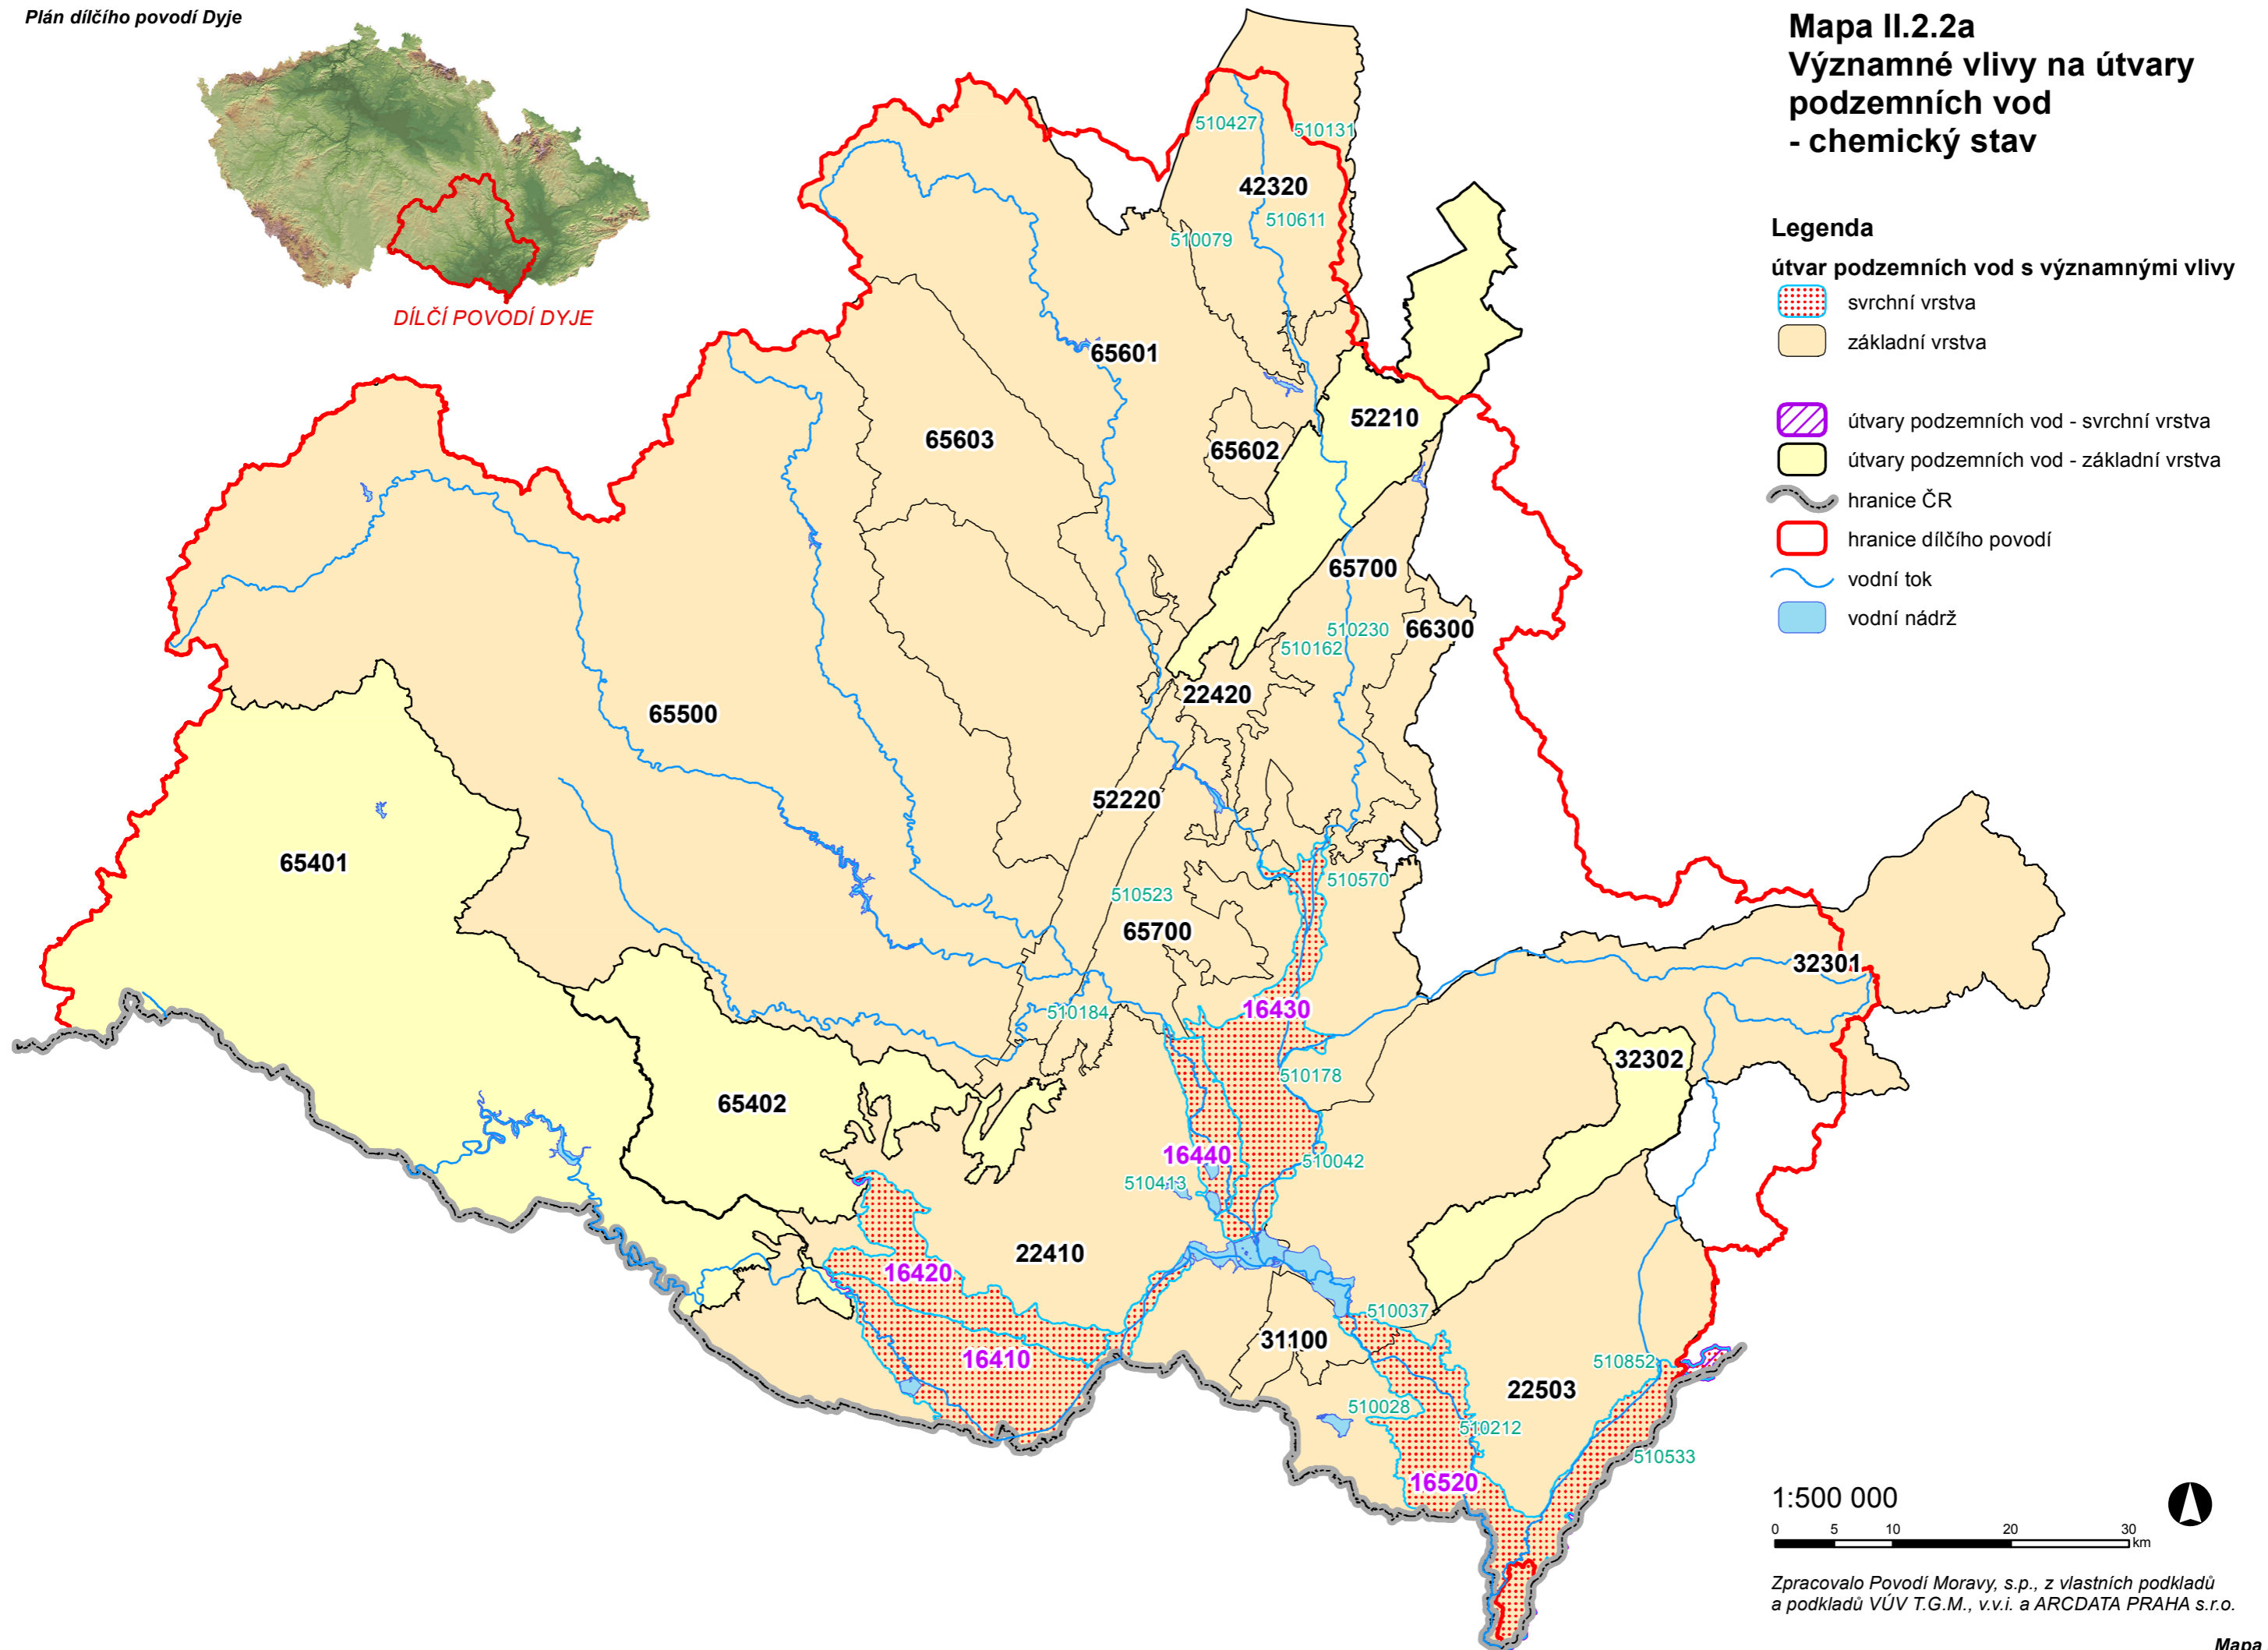 Plán dílčího povodí Dyje
DÍLČÍ POVODÍ DYJE
Mapa II.2.2a
Významné vlivy na útvary
podzemních vod
- chemický stav
Legenda
útvar podzemních vod s významnými vlivy
svrchní vrstva
základní vrstva
útvary podzemních vod - svrchní vrstva
útvary podzemních vod - základní vrstva
hranice ČR
hranice dílčího povodí
vodní tok
vodní nádrž
510427
510131
42320
510611
510079
65601
52210
65603
65602
65700
510230
66300
510162
22420
65500
52220
65401
510570
510523
65700
32301
16430
510184
32302
510178
65402
16440
510042
510413
22410
16420
510037
31100
16410
510852
22503
510028
510212
510533
16520
1:500 000
0 5 10 20 30
km
Zpracovalo Povodí Moravy, s.p., z vlastních podkladů
a podkladů VÚV T.G.M., v.v.i. a ARCDATA PRAHA s.r.o.
Mapa